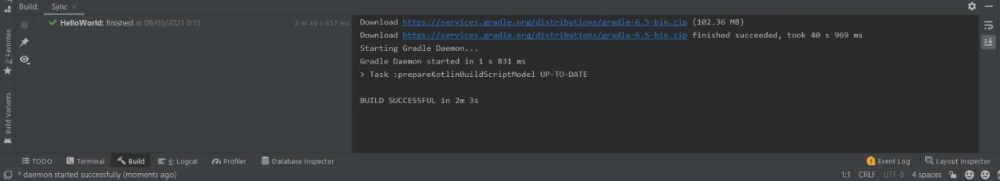 Build: Sync ×
HelloWorld: finished at 09/03/2021 0:15 2 m 49 s 657 ms
Download https://services.gradle.org/distributions/gradle-6.5-bin.zip (102.36 MB)
Download https://services.gradle.org/distributions/gradle-6.5-bin.zip finished succeeded, took 40 s 969 ms
Starting Gradle Daemon...
Gradle Daemon started in 1 s 831 ms
> Task :prepareKotlinBuildScriptModel UP-TO-DATE
BUILD SUCCESSFUL in 2m 3s
2: Favorites
Build Variants
TODO Terminal Build 6: Logcat Profiler Database Inspector 1 Event Log Layout Inspector
* daemon started successfully (moments ago) 1:1 CRLF UTF-8 4 spaces